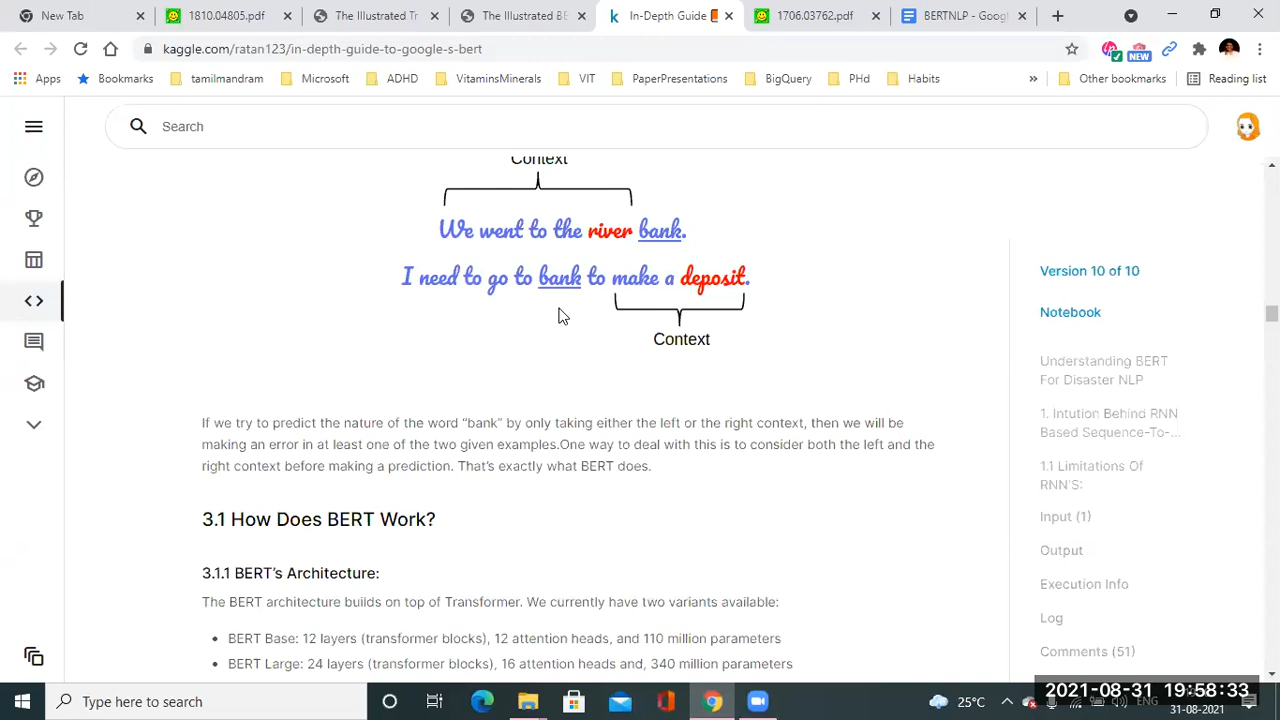 New Tab
1810.04805.pdf
The Illustrated Tr
The Illustrated BE
In-Depth Guide
1706.03762.pdf
BERTNLP - Goog
kaggle.com/ratan123/in-depth-guide-to-google-s-bert
NEW
Apps
Bookmarks
tamilmandram
Microsoft
ADHD
VitaminsMinerals
VIT
PaperPresentations
BigQuery
PHd
Habits
»
Other bookmarks
Reading list
Search
Context
We went to the river bank.
I need to go to bank to make a deposit.
Context
If we try to predict the nature of the word “bank” by only taking either the left or the right context, then we will be
making an error in at least one of the two given examples.One way to deal with this is to consider both the left and the
right context before making a prediction. That’s exactly what BERT does.
3.1 How Does BERT Work?
3.1.1 BERT’s Architecture:
The BERT architecture builds on top of Transformer. We currently have two variants available:
• BERT Base: 12 layers (transformer blocks), 12 attention heads, and 110 million parameters
• BERT Large: 24 layers (transformer blocks), 16 attention heads and, 340 million parameters
Version 10 of 10
Notebook
Understanding BERT
For Disaster NLP
1. Intution Behind RNN
Based Sequence-To-...
1.1 Limitations Of
RNN'S:
Input (1)
Output
Execution Info
Log
Comments (51)
Type here to search
25°C
ENG
2021-08-31 19:58:33
31-08-2021